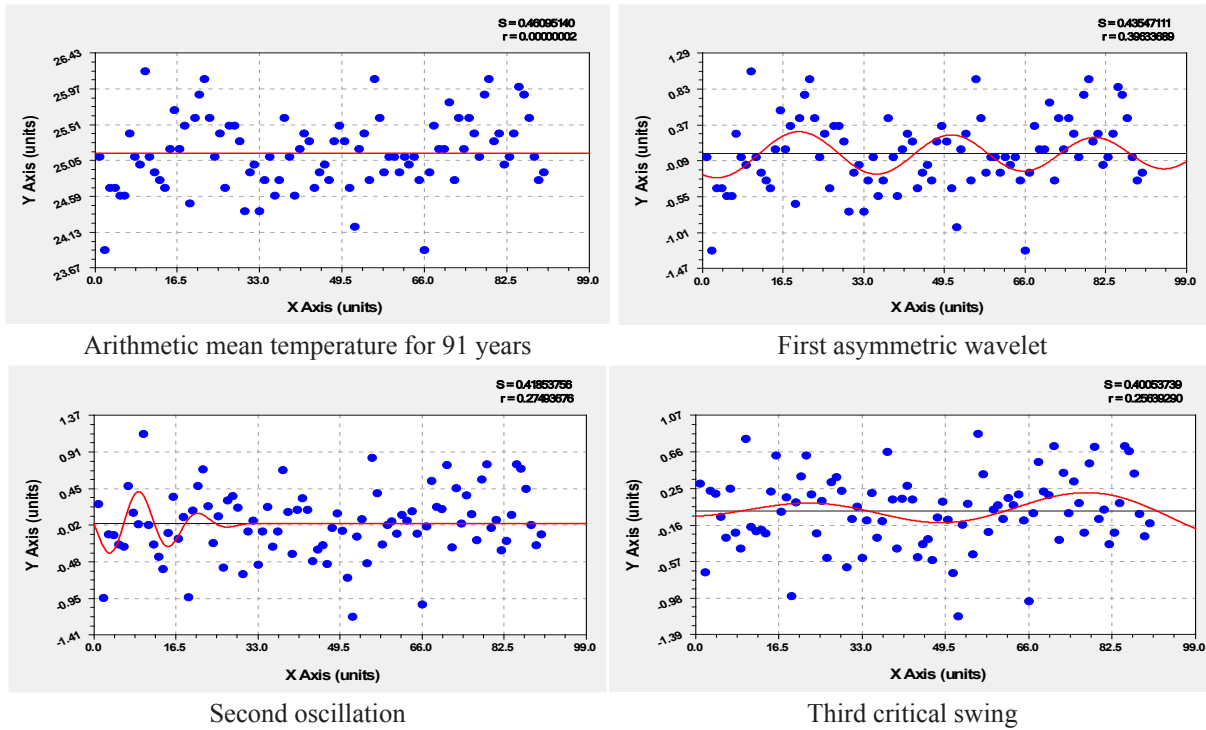 S = 0.46095140
r = 0.00000002
26.43
25.97
25.51
25.05
24.59
24.13
23.67
Y Axis (units)
0.0 16.5 33.0 49.5 66.0 82.5 99.0
X Axis (units)
Arithmetic mean temperature for 91 years
S = 0.43547111
r = 0.39633689
1.29
0.83
0.37
-0.09
-0.55
-1.01
-1.47
Y Axis (units)
0.0 16.5 33.0 49.5 66.0 82.5 99.0
X Axis (units)
First asymmetric wavelet
S = 0.41853756
r = 0.27493676
1.37
0.91
0.45
-0.02
-0.48
-0.95
-1.41
Y Axis (units)
0.0 16.5 33.0 49.5 66.0 82.5 99.0
X Axis (units)
Second oscillation
S = 0.40053739
r = 0.25639290
1.07
0.66
0.25
-0.16
-0.57
-0.98
-1.39
Y Axis (units)
0.0 16.5 33.0 49.5 66.0 82.5 99.0
X Axis (units)
Third critical swing